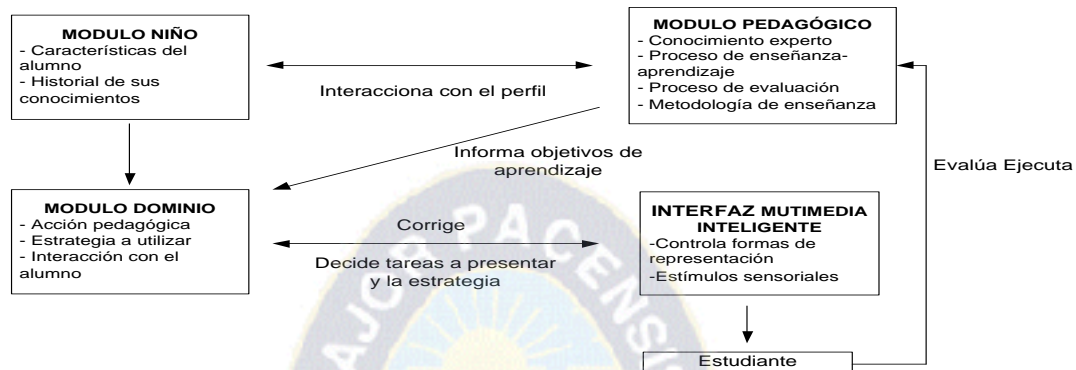 MODULO NIÑO
- Características del
alumno
- Historial de sus
conocimientos
Interacciona con el perfil
MODULO PEDAGÓGICO
- Conocimiento experto
- Proceso de enseñanza-
aprendizaje
- Proceso de evaluación
- Metodología de enseñanza
Informa objetivos de
aprendizaje
Evalúa Ejecuta
MODULO DOMINIO
- Acción pedagógica
- Estrategia a utilizar
- Interacción con el
alumno
Corrige
Decide tareas a presentar
y la estrategia
INTERFAZ MUTIMEDIA
INTELIGENTE
-Controla formas de
representación
-Estímulos sensoriales
Estudiante
AJOR PACENSIS